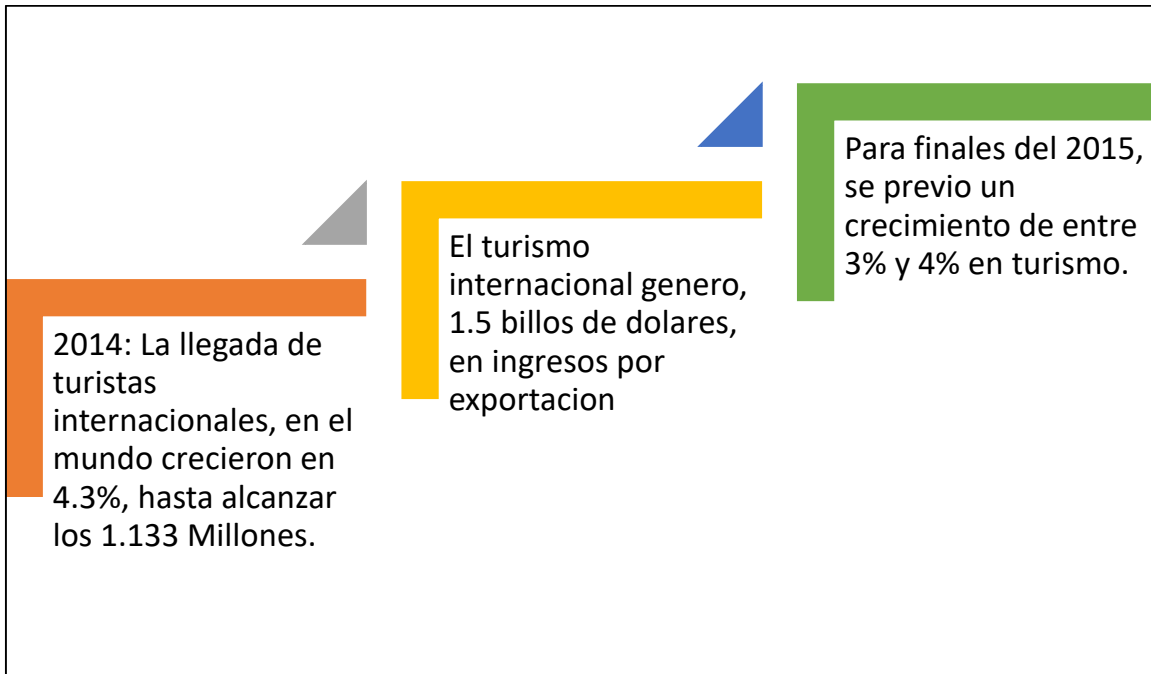 2014: La llegada de
turistas
internacionales, en el
mundo crecieron en
4.3%, hasta alcanzar
los 1.133 Millones.
El turismo
internacional genero,
1.5 billos de dolares,
en ingresos por
exportacion
Para finales del 2015,
se previo un
crecimiento de entre
3% y 4% en turismo.